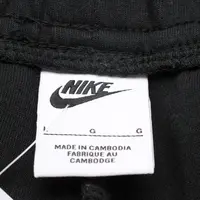 NIKE
L G G
MADE IN CAMBODIA
FABRIQUE AU
CAMBODGE